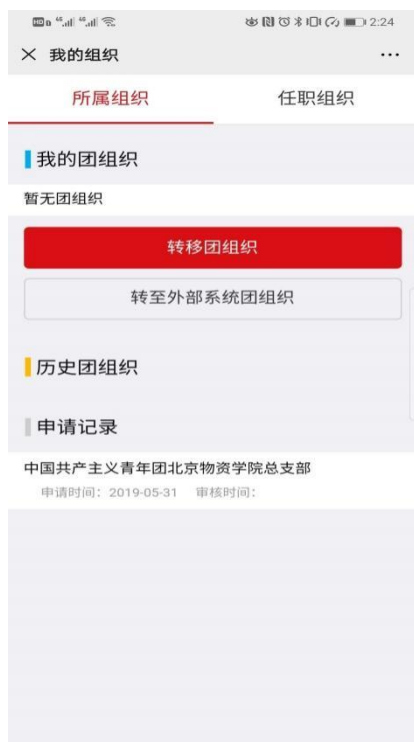 2:24
我的组织
所属组织 任职组织
我的团组织
暂无团组织
转移团组织
转至外部系统团组织
历史团组织
申请记录
中国共产主义青年团北京物资学院总支部
申请时间：2019-05-31 审核时间：